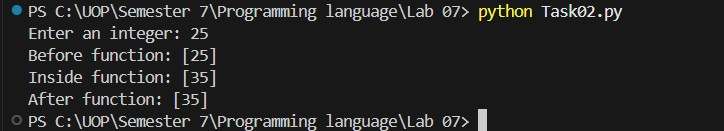 PS C:\UOP\Semester 7\Programming language\Lab 07> python Task02.py
Enter an integer: 25
Before function: [25]
Inside function: [35]
After function: [35]
PS C:\UOP\Semester 7\Programming language\Lab 07>